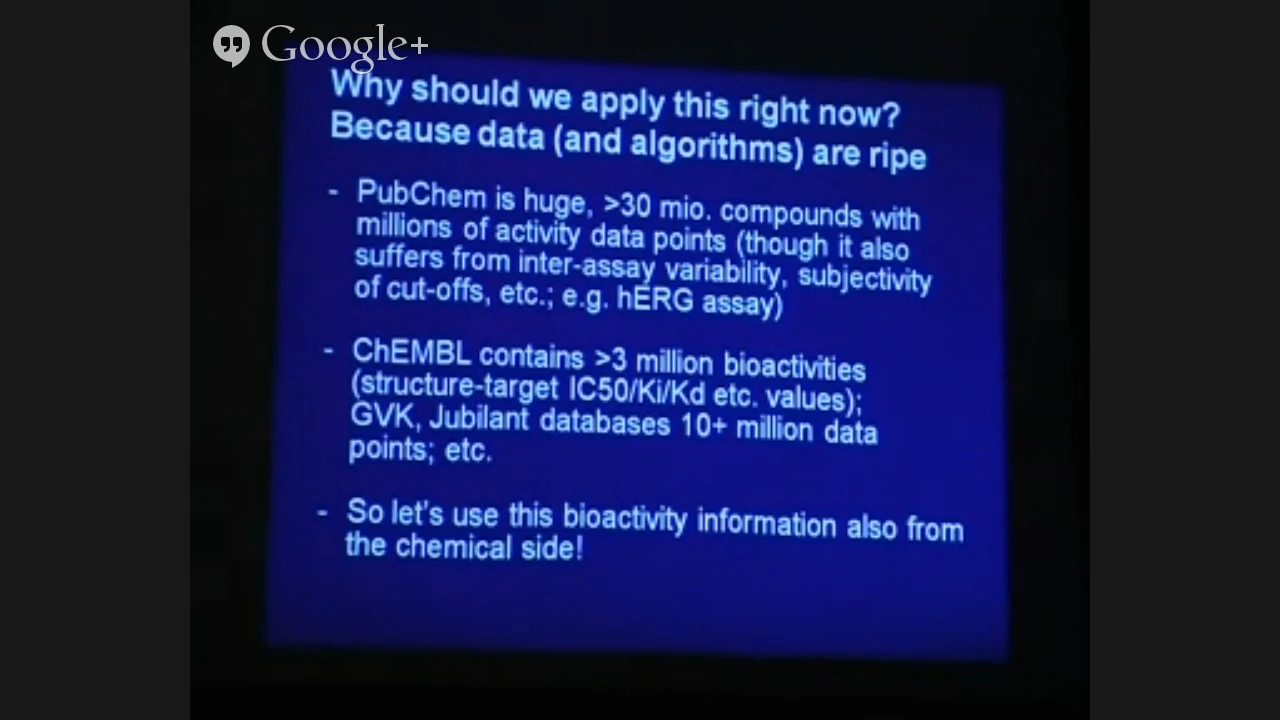 Google+
Why should we apply this right now?
Because data (and algorithms) are ripe
- PubChem is huge, >30 mio. compounds with
millions of activity data points (though it also
suffers from inter-assay variability, subjectivity
of cut-offs, etc.; e.g. hERG assay)
- ChEMBL contains >3 million bioactivities
(structure-target IC50/Ki/Kd etc. values);
GVK, Jubilant databases 10+ million data
points; etc.
- So let's use this bioactivity information also from
the chemical side!